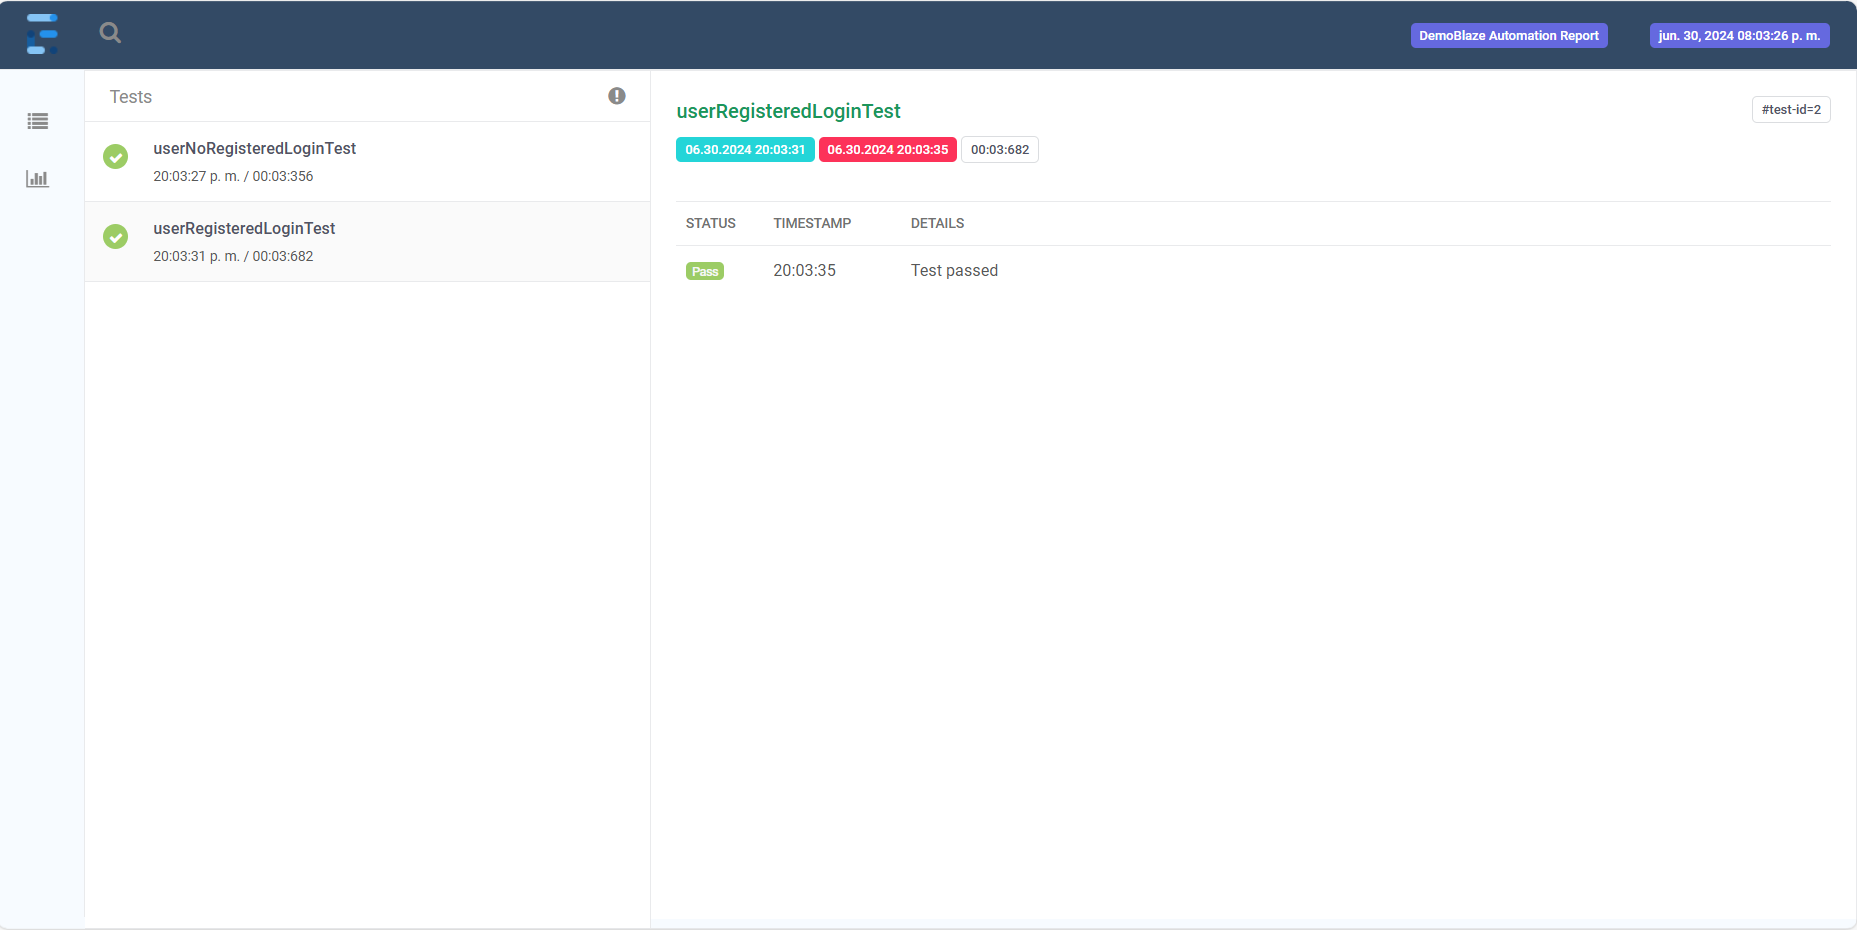 DemoBlaze Automation Report
jun. 30, 2024 08:03:26 p. m.
Tests
userNoRegisteredLoginTest
20:03:27 p. m. / 00:03:356
userRegisteredLoginTest
20:03:31 p. m. / 00:03:682
userRegisteredLoginTest
#test-id=2
06.30.2024 20:03:31 06.30.2024 20:03:35 00:03:682
STATUS TIMESTAMP DETAILS
Pass 20:03:35 Test passed